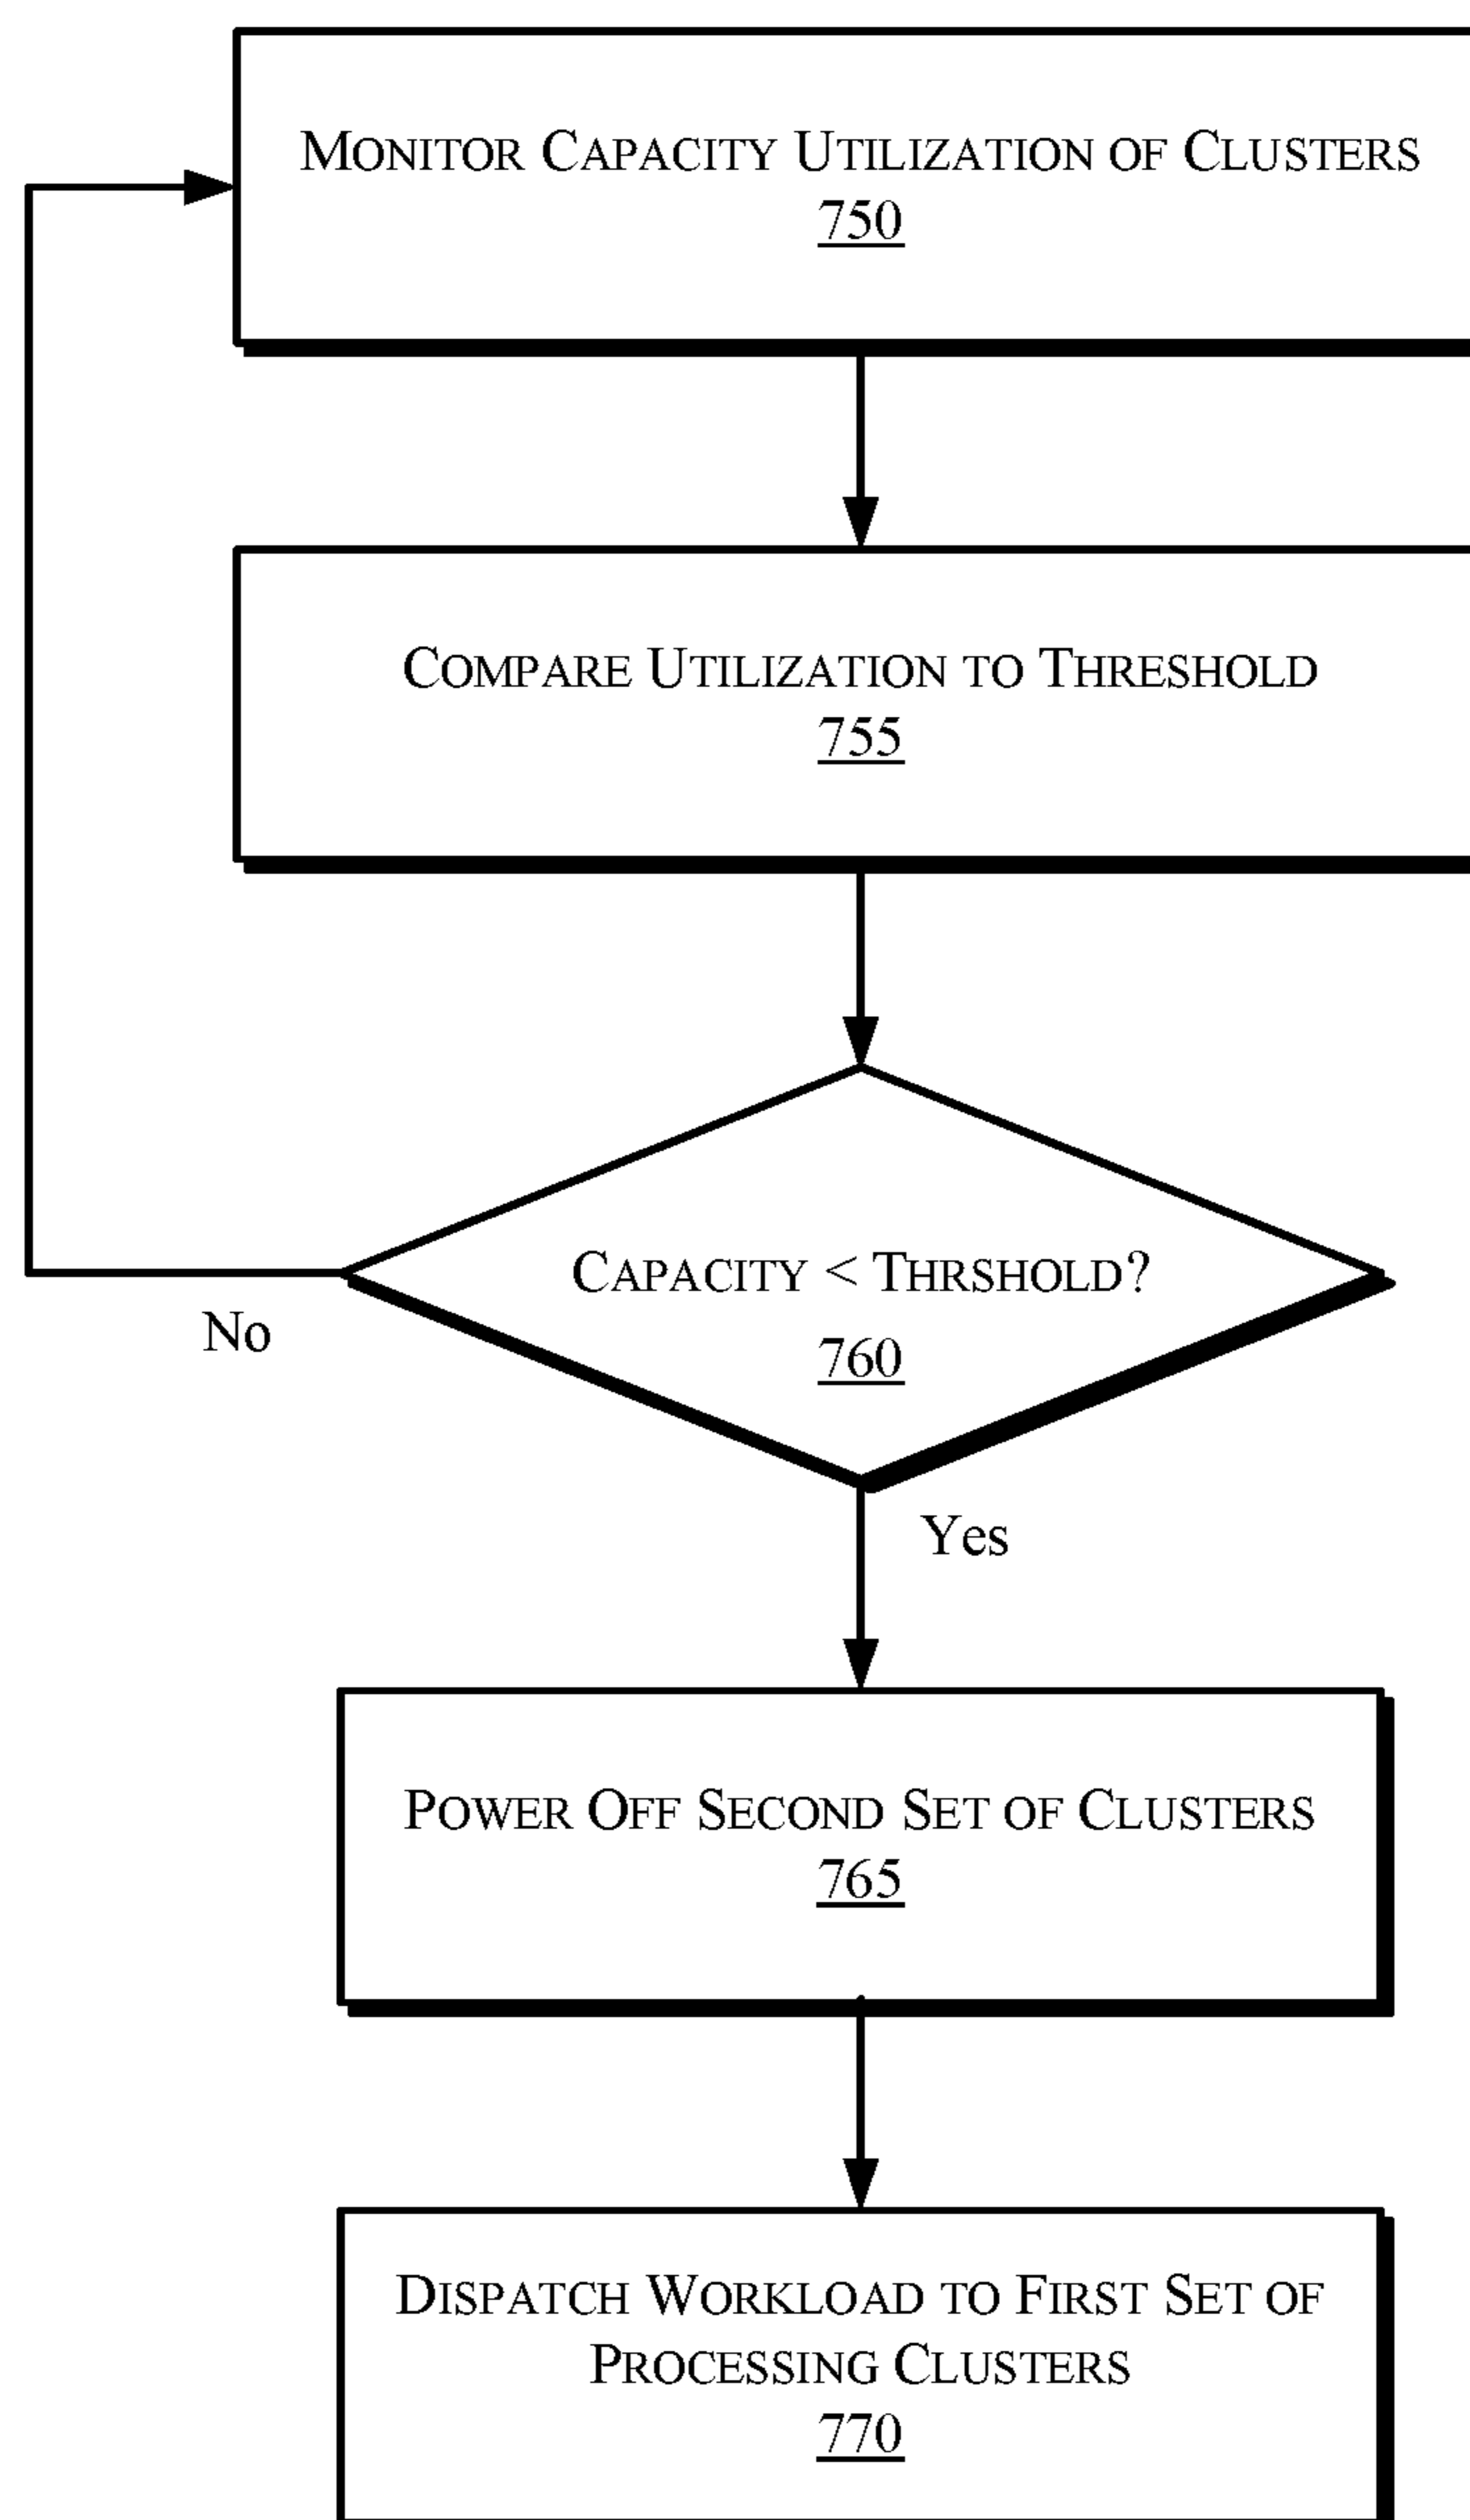 MONITOR CAPACITY UTILIZATION OF CLUSTERS
750
COMPARE UTILIZATION TO THRESHOLD
755
CAPACITY < THRSHOLD?
760
No
Yes
POWER OFF SECOND SET OF CLUSTERS
765
DISPATCH WORKLOAD TO FIRST SET OF
PROCESSING CLUSTERS
770